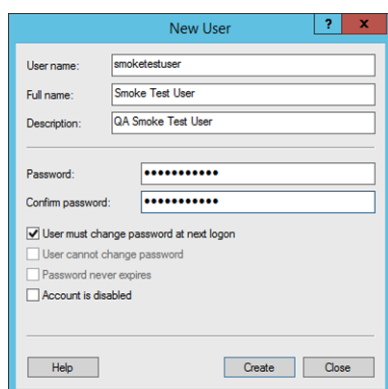 New User
? x
User name: smoketestuser
Full name: Smoke Test User
Description: QA Smoke Test User
Password: •••••••••••
Confirm password: •••••••••••
User must change password at next logon
User cannot change password
Password never expires
Account is disabled
Help Create Close